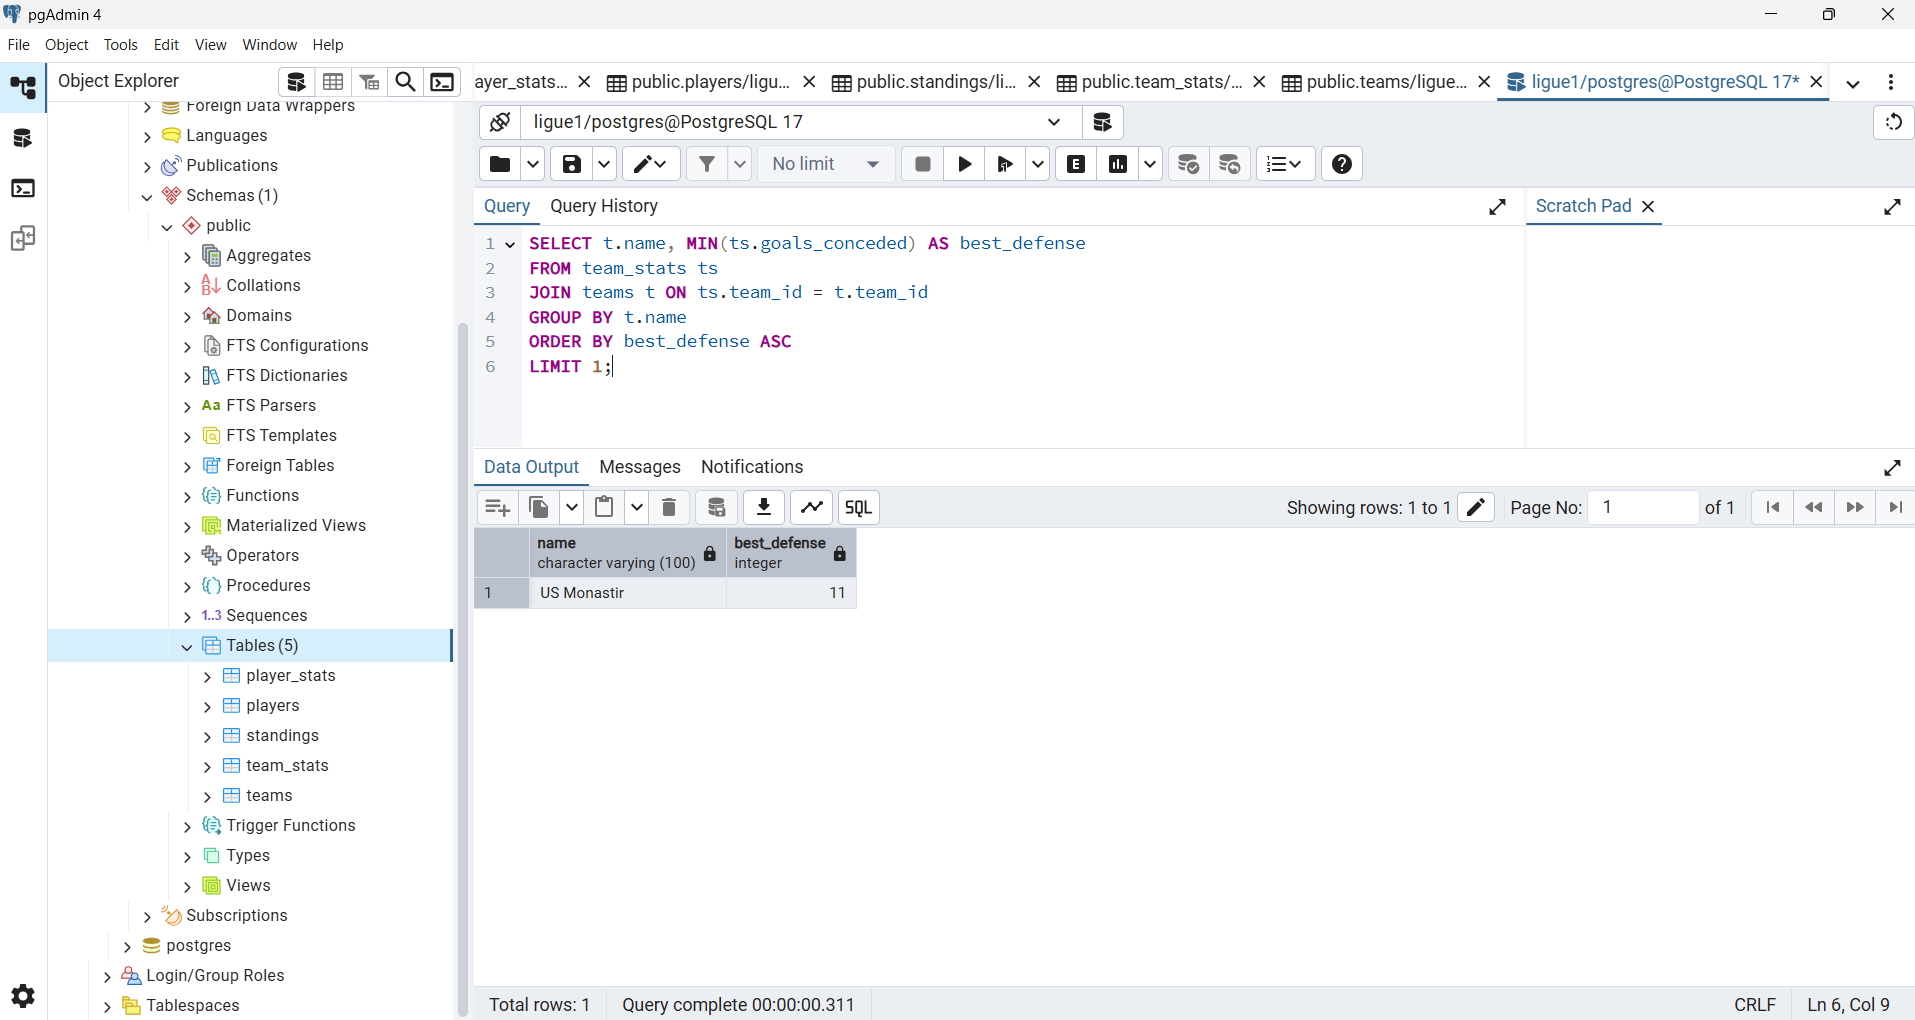 pgAdmin 4
File Object Tools Edit View Window Help
Object Explorer
ayer_stats... public.players/ligu... public.standings/li... public.team_stats/... public.teams/ligue... ligue1/postgres@PostgreSQL 17*
Foreign Data Wrappers
Languages
Publications
Schemas (1)
public
Aggregates
Collations
Domains
FTS Configurations
FTS Dictionaries
Aa FTS Parsers
FTS Templates
Foreign Tables
Functions
Materialized Views
Operators
Procedures
1..3 Sequences
Tables (5)
player_stats
players
standings
team_stats
teams
Trigger Functions
Types
Views
Subscriptions
postgres
Login/Group Roles
Tablespaces
ligue1/postgres@PostgreSQL 17
No limit
E
Query Query History
Scratch Pad
1 SELECT t.name, MIN(ts.goals_conceded) AS best_defense
2 FROM team_stats ts
3 JOIN teams t ON ts.team_id = t.team_id
4 GROUP BY t.name
5 ORDER BY best_defense ASC
6 LIMIT 1;
Data Output Messages Notifications
SQL
Showing rows: 1 to 1 Page No: 1 of 1
name best_defense
character varying (100) integer
1 US Monastir 11
Total rows: 1 Query complete 00:00:00.311 CRLF Ln 6, Col 9